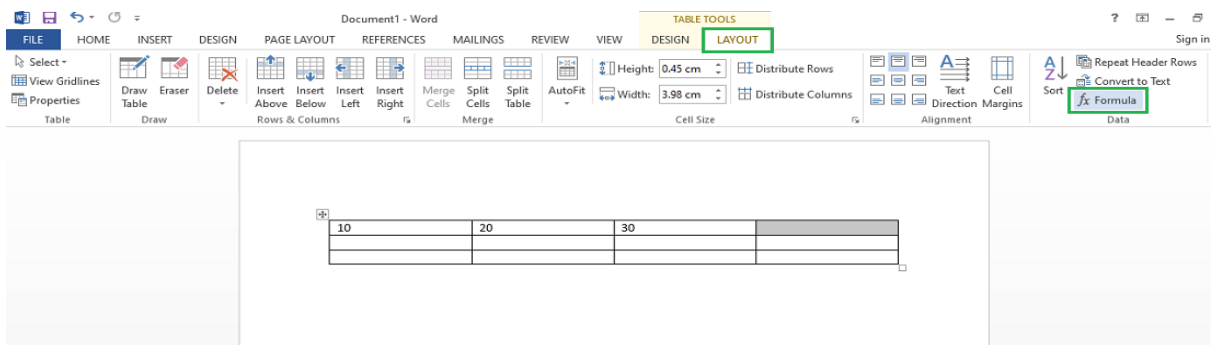 Document1 - Word
TABLE TOOLS
?
FILE HOME INSERT DESIGN PAGE LAYOUT REFERENCES MAILINGS REVIEW VIEW DESIGN LAYOUT
Sign in
Select
View Gridlines
Properties
Table
Draw Table
Eraser
Draw
Delete
Insert Above
Insert Below
Insert Left
Insert Right
Rows & Columns
Merge Cells
Split Cells
Split Table
Merge
AutoFit
Height: 0.45 cm
Width: 3.98 cm
Distribute Rows
Distribute Columns
Cell Size
Text Direction
Cell Margins
Alignment
Sort
Repeat Header Rows
Convert to Text
fx Formula
Data
10 20 30